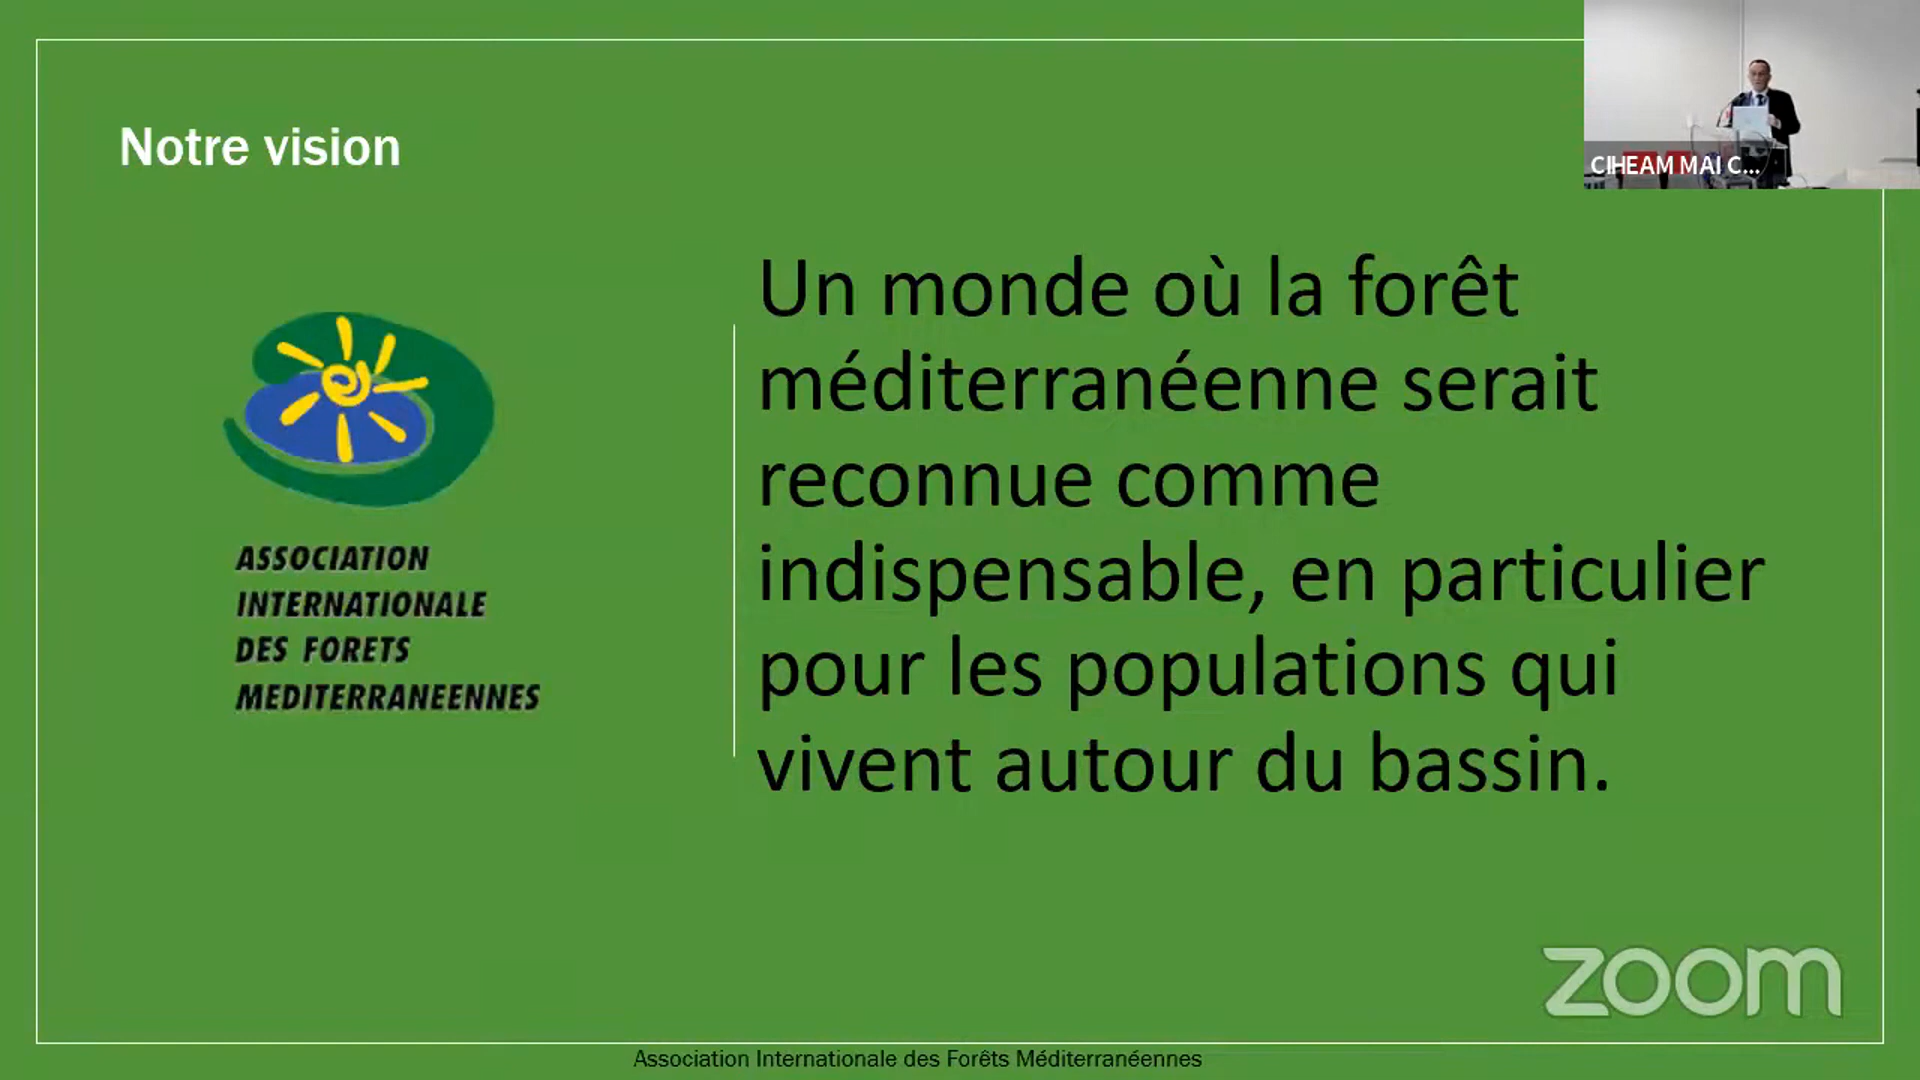 Notre vision
CIHEAM MAI C...
Un monde où la forêt
méditerranéenne serait
reconnue comme
indispensable, en particulier
pour les populations qui
vivent autour du bassin.
ASSOCIATION
INTERNATIONALE
DES FORETS
MEDITERRANEENNES
zoom
Association Internationale des Forêts Méditerranéennes